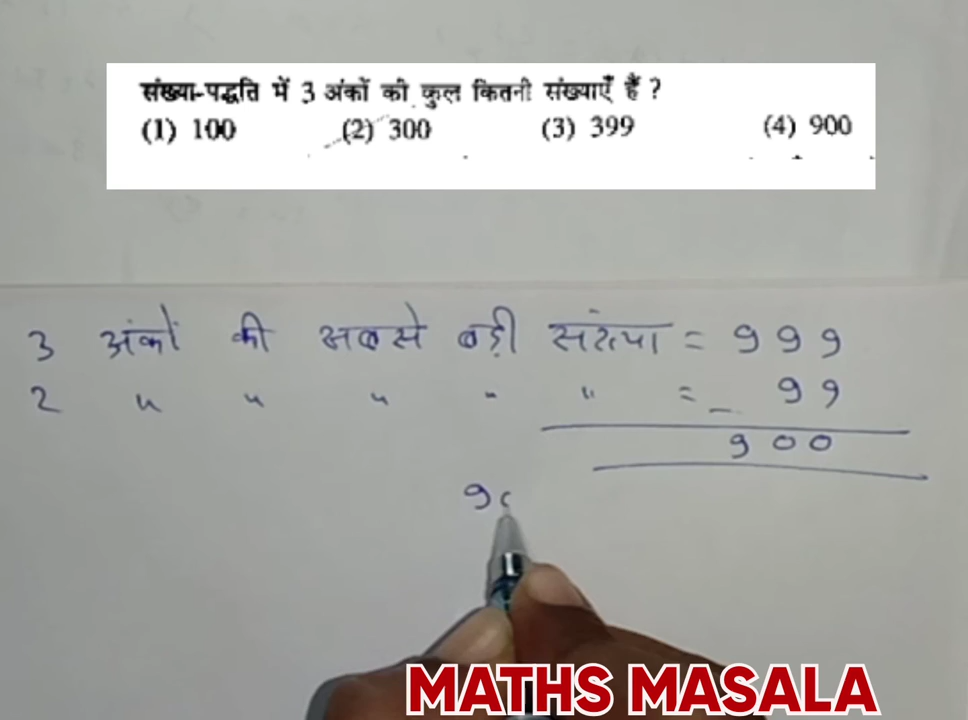 संख्या-पद्धति में 3 अंकों की कुल कितनी संख्याएँ हैं ?
(1) 100 (2) 300 (3) 399 (4) 900
3 अंकों की सबसे बड़ी संख्या = 999
2 " " " " " = - 99
900
90
MATHS MASALA